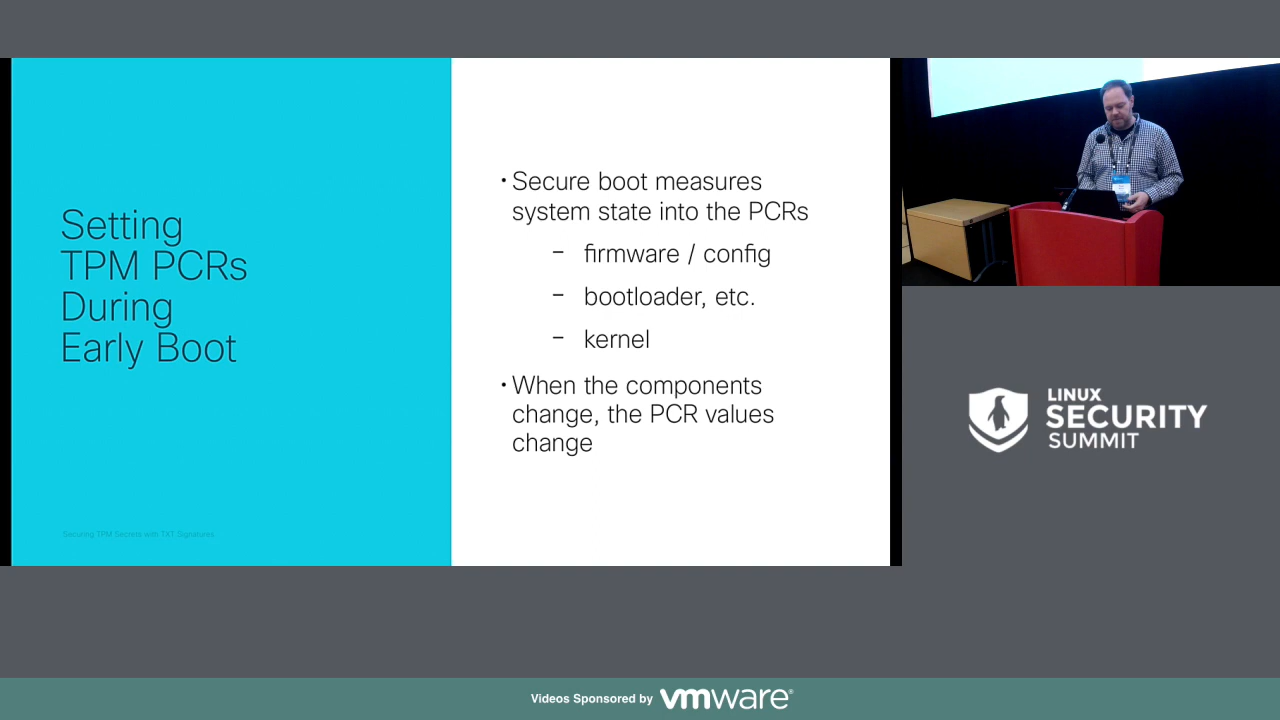 Setting
TPM PCRs
During
Early Boot
Securing TPM Secrets with TXT Signatures
• Secure boot measures
system state into the PCRs
– firmware / config
– bootloader, etc.
– kernel
• When the components
change, the PCR values
change
LINUX
SECURITY
SUMMIT
Videos Sponsored by vmware®